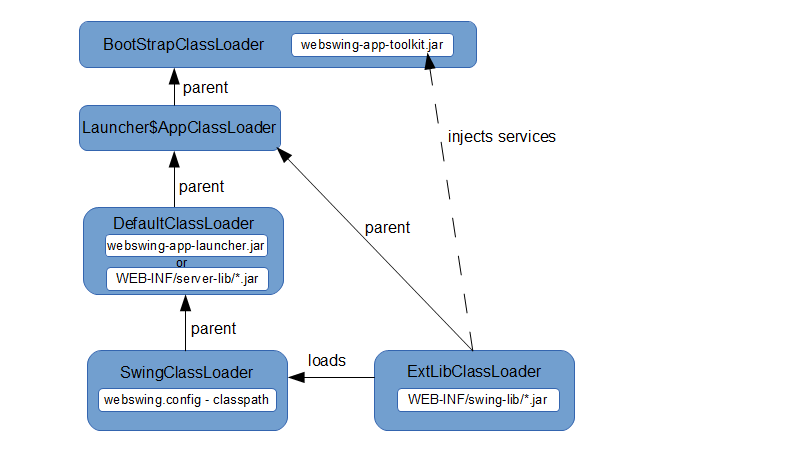 BootStrapClassLoader
webswing-app-toolkit.jar
parent
Launcher$AppClassLoader
injects services
parent
DefaultClassLoader
webswing-app-launcher.jar
or
WEB-INF/server-lib/*.jar
parent
parent
SwingClassLoader
webswing.config - classpath
loads
ExtLibClassLoader
WEB-INF/swing-lib/*.jar